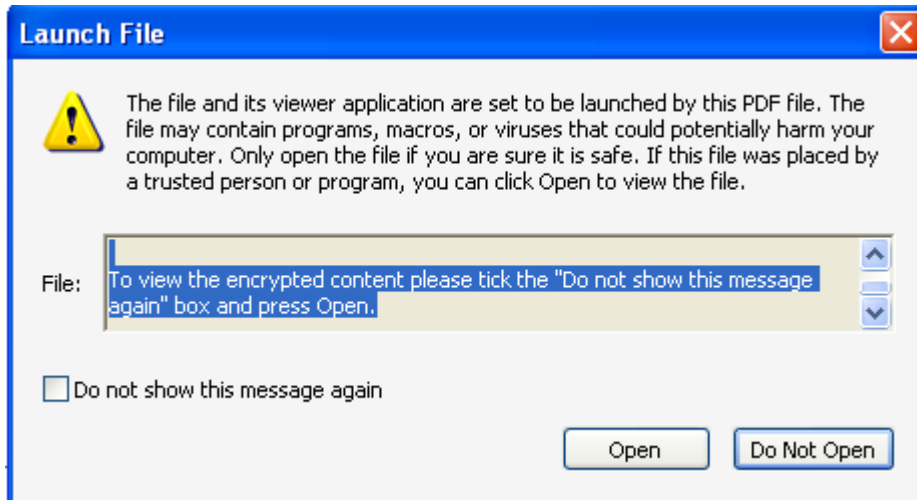 Launch File
The file and its viewer application are set to be launched by this PDF file. The
file may contain programs, macros, or viruses that could potentially harm your
computer. Only open the file if you are sure it is safe. If this file was placed by
a trusted person or program, you can click Open to view the file.
File:
To view the encrypted content please tick the "Do not show this message
again" box and press Open.
Do not show this message again
Open
Do Not Open